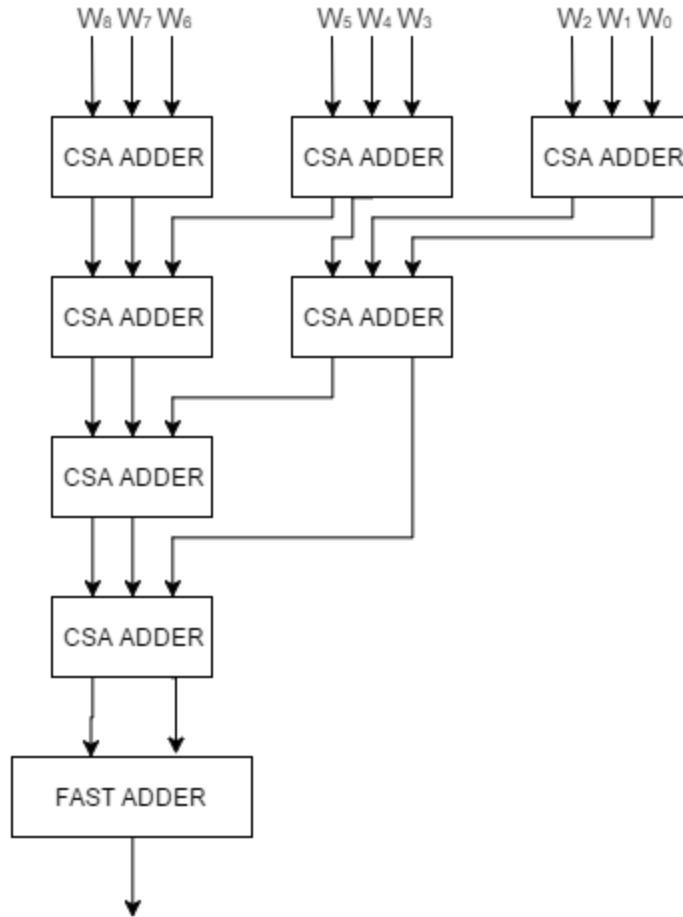 W₈ W₇ W₆ W₅ W₄ W₃ W₂ W₁ W₀
CSA ADDER CSA ADDER CSA ADDER
CSA ADDER CSA ADDER
CSA ADDER
CSA ADDER
FAST ADDER